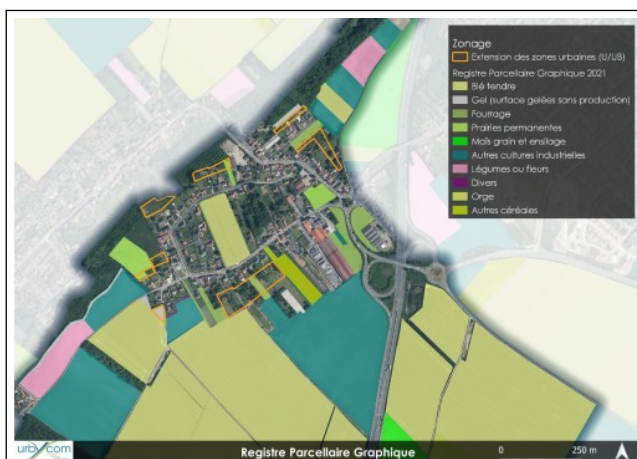 Zonage
Extension des zones urbaines (U/UB)
Registre Parcellaire Graphique 2021
Blé tendre
Gel (surface gelées sans production)
Fourrage
Prairies permanentes
Maïs grain et ensilage
Autres cultures industrielles
Légumes ou fleurs
Divers
Orge
Autres céréales
urbycom
Registre Parcellaire Graphique
0 250 m